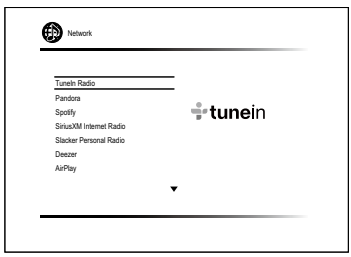 Network
TuneIn Radio
Pandora
Spotify
SiriusXM Internet Radio
Slacker Personal Radio
Deezer
AirPlay
tunein